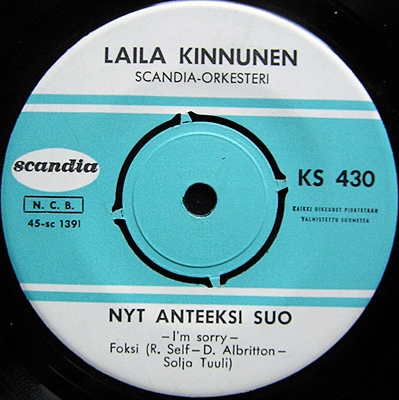 LAILA KINNUNEN
SCANDIA-ORKESTERI
scandia
KS 430
N. C. B.
45-sc 1391
KAIKKI OIKEUDET PIDÄTETÄÄN
VALMISTETTU SUOMESSA
NYT ANTEEKSI SUO
—I'm sorry—
Foksi (R. Self—D. Albritton—
Solja Tuuli)